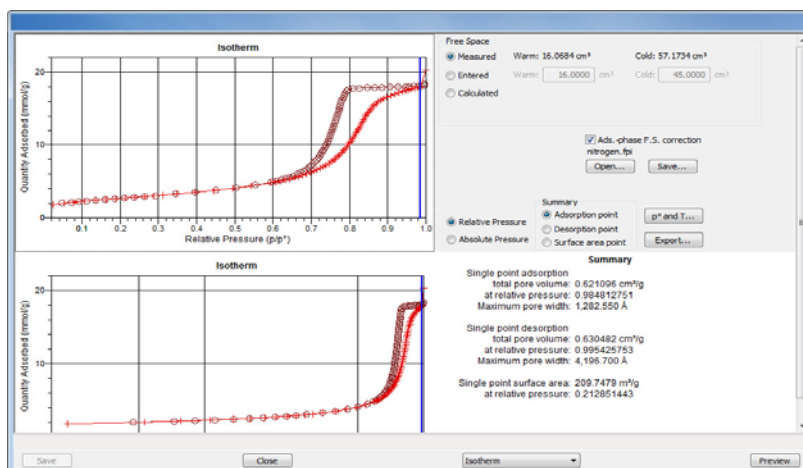 Isotherm
Quantity Adsorbed (mmol/g)
20
10
0
0.1 0.2 0.3 0.4 0.5 0.6 0.7 0.8 0.9 1.0
Relative Pressure (p/p°)
Free Space
Measured Warm: 16.0684 cm³ Cold: 57.1734 cm³
Entered Warm: 16.0000 cm³ Cold: 45.0000 cm³
Calculated
Ads.-phase F.S. correction
nitrogen.fpi
Open... Save...
Relative Pressure
Absolute Pressure
Summary
Adsorption point
Desorption point
Surface area point
p° and T...
Export...
Isotherm
Quantity Adsorbed (mmol/g)
20
10
Summary
Single point adsorption
total pore volume: 0.621096 cm³/g
at relative pressure: 0.984812751
Maximum pore width: 1,282.550 Å
Single point desorption
total pore volume: 0.630482 cm³/g
at relative pressure: 0.995425753
Maximum pore width: 4,196.700 Å
Single point surface area: 209.7479 m²/g
at relative pressure: 0.212851443
Save Close Isotherm Preview